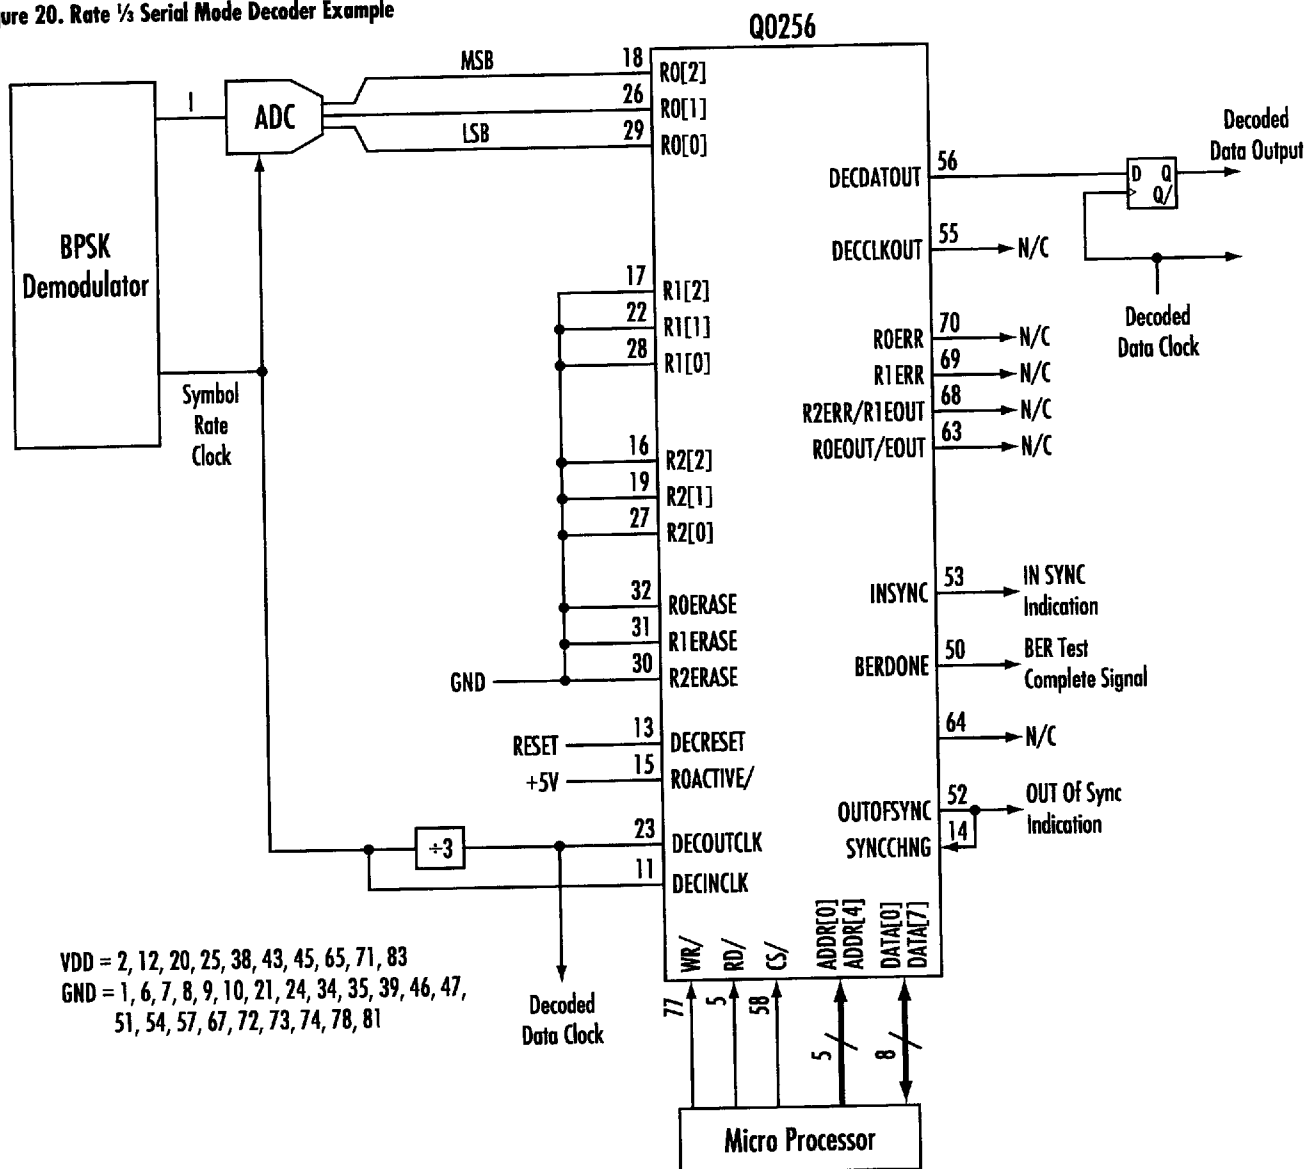 ure 20. Rate ⅓ Serial Mode Decoder Example
Q0256
BPSK
Demodulator
I
ADC
MSB
LSB
Symbol
Rate
Clock
18 R0[2]
26 R0[1]
29 R0[0]
17 R1[2]
22 R1[1]
28 R1[0]
16 R2[2]
19 R2[1]
27 R2[0]
32 R0ERASE
31 R1ERASE
GND 30 R2ERASE
RESET 13 DECRESET
+5V 15 ROACTIVE/
÷3 23 DECOUTCLK
11 DECINCLK
Decoded
Data Clock
DECDATOUT 56
D Q
Q/
Decoded
Data Output
DECCLKOUT 55 N/C
Decoded
Data Clock
R0ERR 70 N/C
R1ERR 69 N/C
R2ERR/R1EOUT 68 N/C
R0EOUT/EOUT 63 N/C
INSYNC 53 IN SYNC
Indication
BERDONE 50 BER Test
Complete Signal
64 N/C
OUTOFSYNC 52 OUT Of Sync
Indication
SYNCCHNG 14
WR/
RD/
CS/
ADDR[0]
ADDR[4]
DATA[0]
DATA[7]
77
5
58
5
8
Micro Processor
VDD = 2, 12, 20, 25, 38, 43, 45, 65, 71, 83
GND = 1, 6, 7, 8, 9, 10, 21, 24, 34, 35, 39, 46, 47,
51, 54, 57, 67, 72, 73, 74, 78, 81